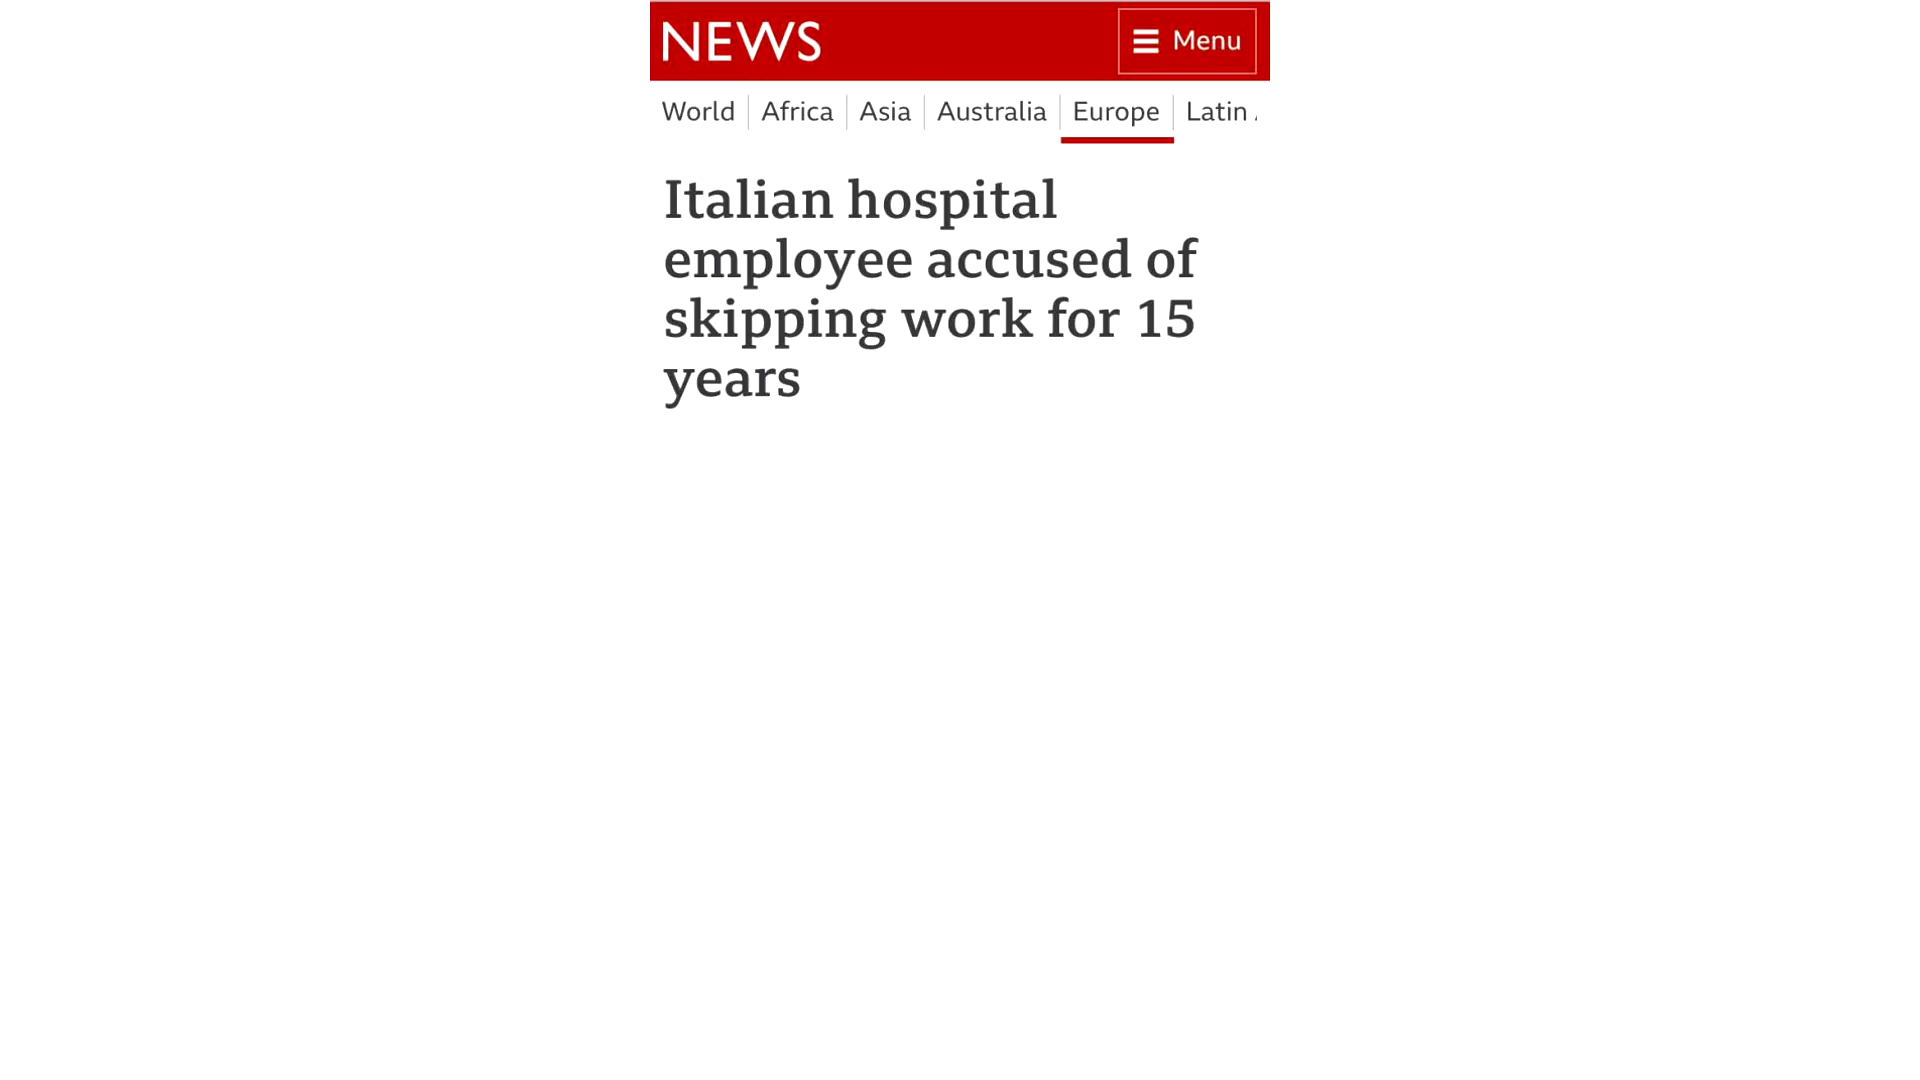 NEWS
Menu
World Africa Asia Australia Europe Latin
Italian hospital
employee accused of
skipping work for 15
years